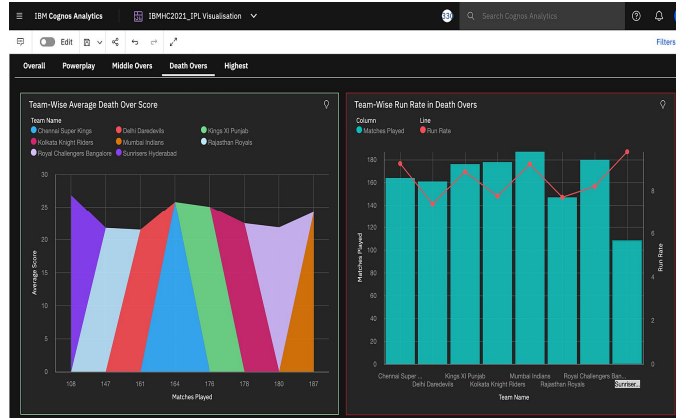 IBM Cognos Analytics
IBMHC2021_IPL Visualisation
Search Cognos Analytics
Edit
Filters
Overall Powerplay Middle Overs Death Overs Highest
Team-Wise Average Death Over Score
Team Name
Chennai Super Kings Delhi Daredevils Kings XI Punjab
Kolkata Knight Riders Mumbai Indians Rajasthan Royals
Royal Challengers Bangalore Sunrisers Hyderabad
30
25
20
15
10
5
0
Average Score
108 147 161 164 176 178 180 187
Matches Played
Team-Wise Run Rate in Death Overs
Column Line
Matches Played Run Rate
180
160
140
120
100
80
60
40
20
0
Matches Played
8
6
4
2
0
Run Rate
Chennai Super ... Kings XI Punjab Mumbai Indians Royal Challengers Ban...
Delhi Daredevils Kolkata Knight Riders Rajasthan Royals Sunriser...
Team Name